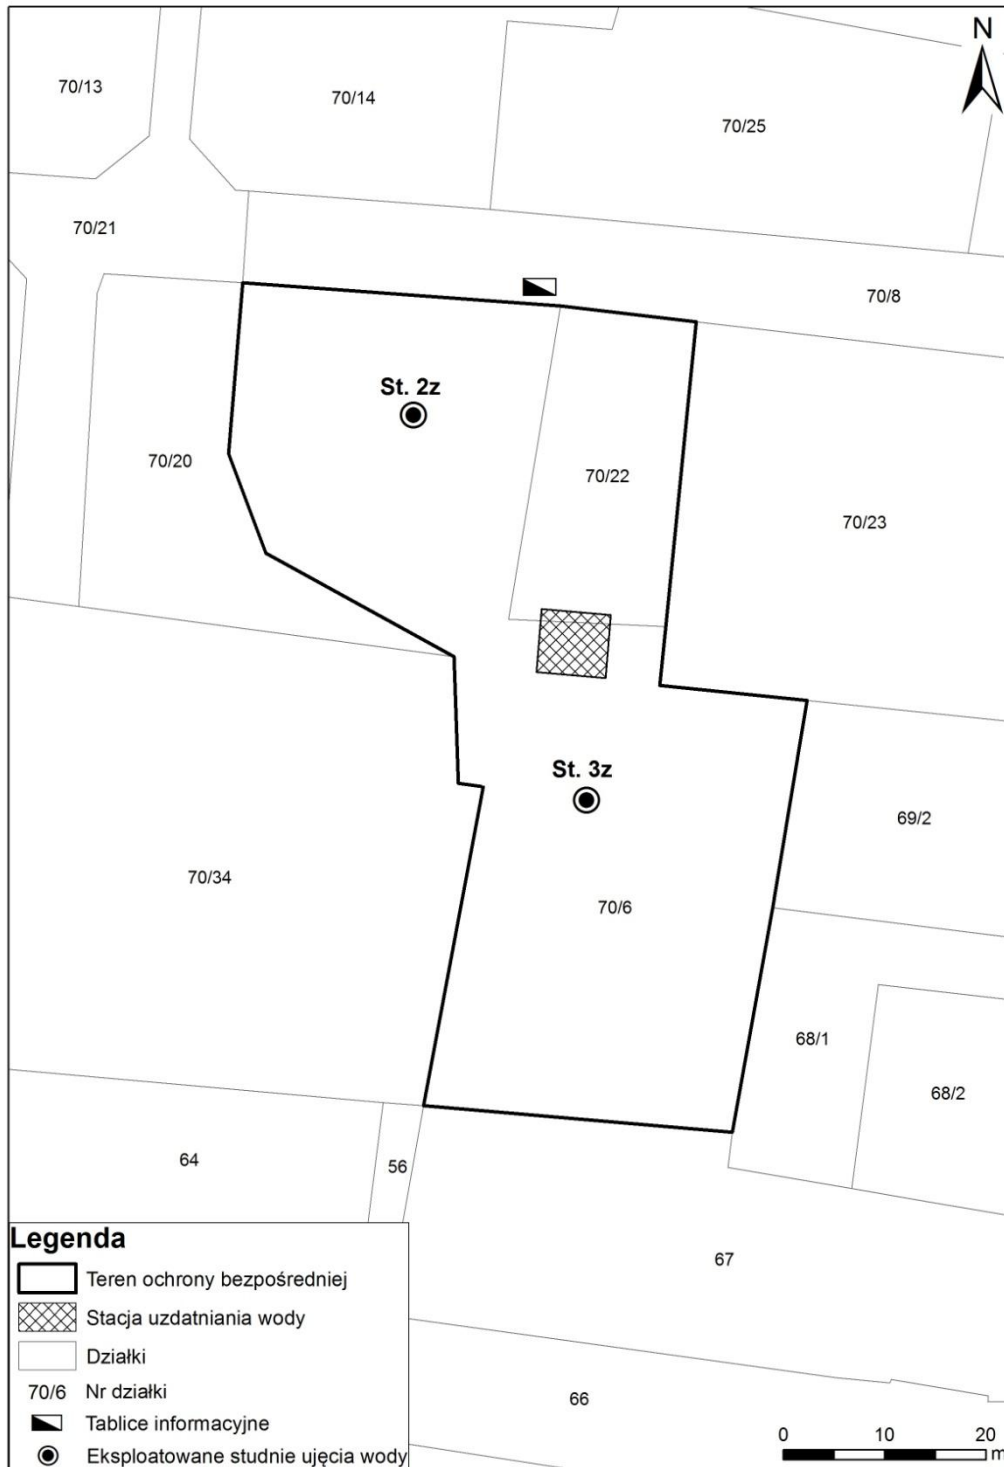 N
70/13
70/14
70/25
70/21
70/8
St. 2z
70/20
70/22
70/23
St. 3z
69/2
70/34
70/6
68/1
68/2
64
56
67
66
Legenda
Teren ochrony bezpośredniej
Stacja uzdatniania wody
Działki
70/6 Nr działki
Tablice informacyjne
Eksploatowane studnie ujęcia wody
0 10 20
m